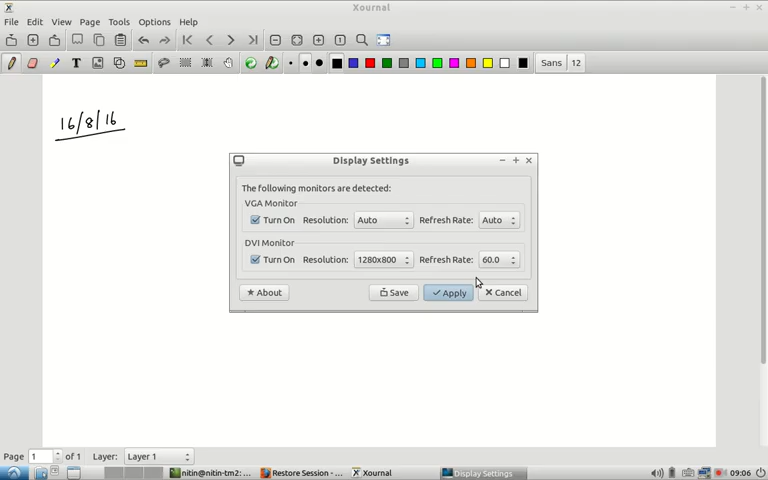 Xournal
File Edit View Page Tools Options Help
T Sans 12
16/8/16
Display Settings
The following monitors are detected:
VGA Monitor
Turn On Resolution: Auto Refresh Rate: Auto
DVI Monitor
Turn On Resolution: 1280x800 Refresh Rate: 60.0
About Save Apply Cancel
Page 1 of 1 Layer: Layer 1
nitin@nitin-tm2: ... Restore Session - ... Xournal Display Settings 09:06